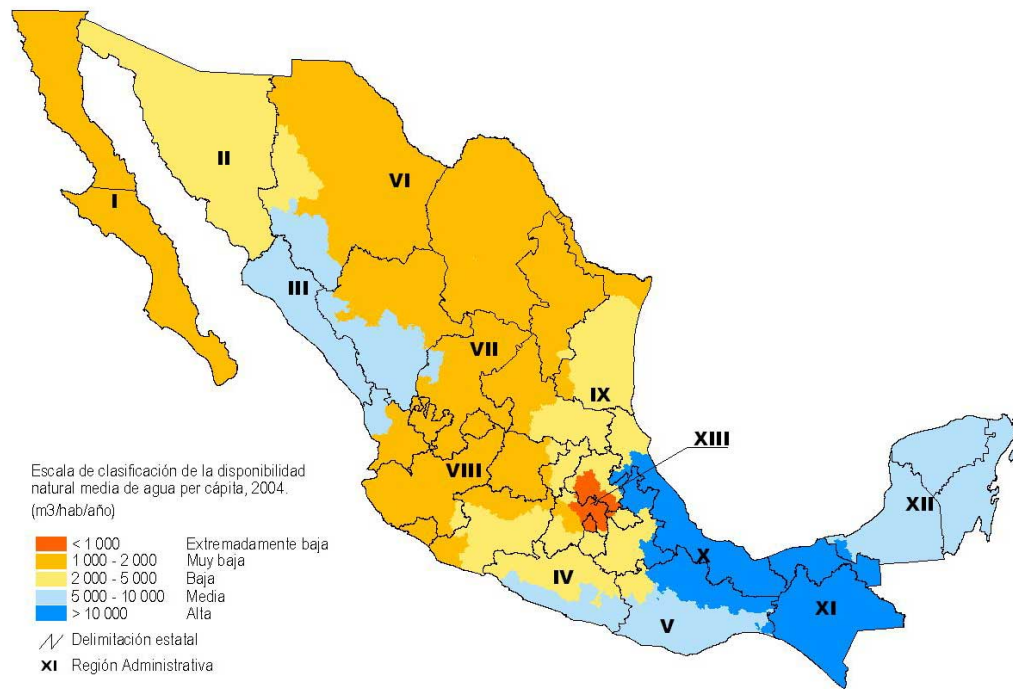 II
VI
I
III
VII
IX
XIII
VIII
XII
X
IV
V
XI
Escala de clasificación de la disponibilidad
natural media de agua per cápita, 2004.
(m3/hab/año)
< 1 000 Extremadamente baja
1 000 - 2 000 Muy baja
2 000 - 5 000 Baja
5 000 - 10 000 Media
> 10 000 Alta
Delimitación estatal
XI Región Administrativa